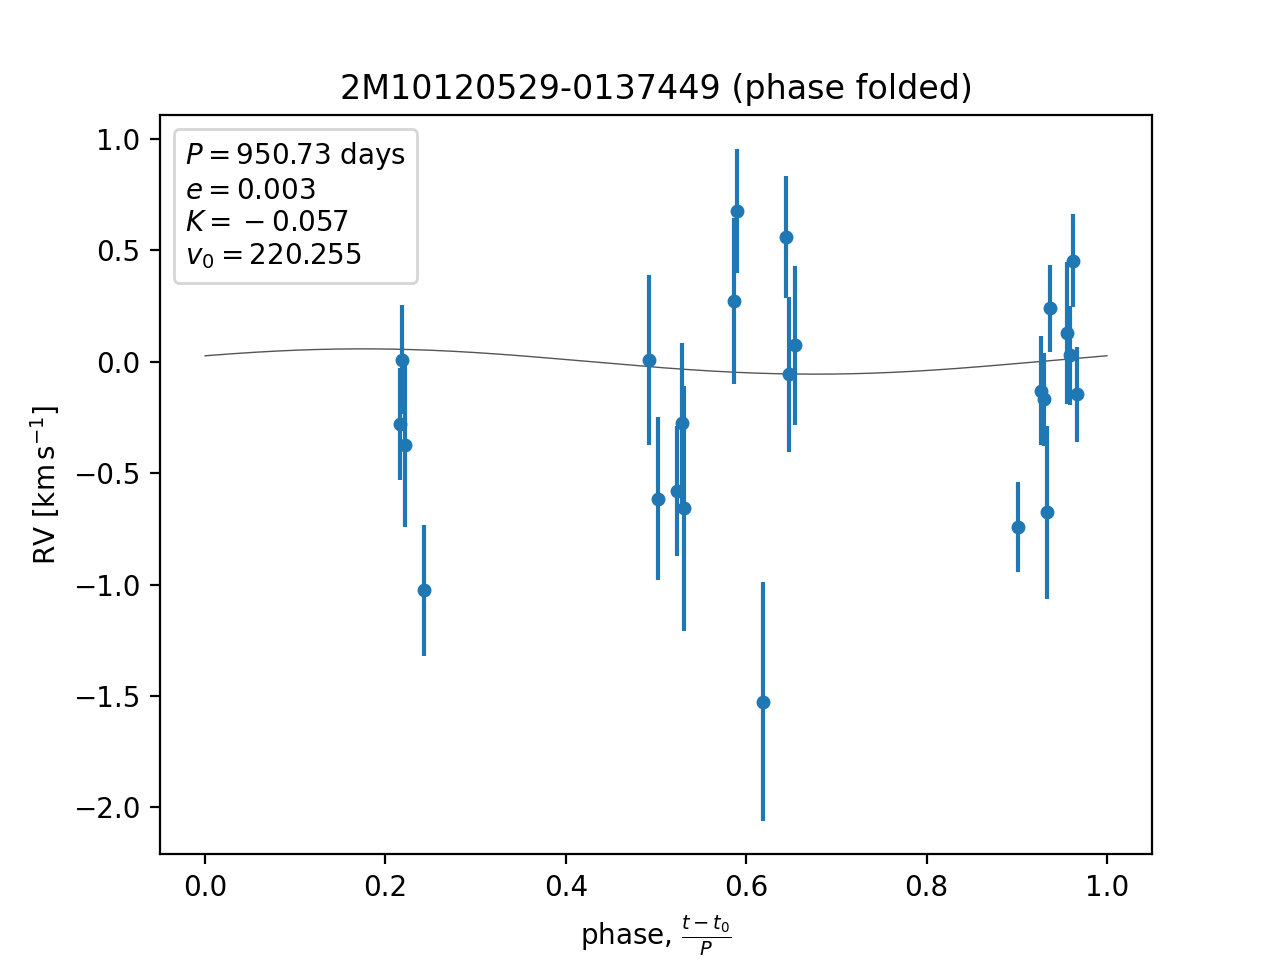 2M10120529-0137449 (phase folded)
P = 950.73 days
e = 0.003
K = −0.057
v₀ = 220.255
1.0
0.5
0.0
−0.5
−1.0
−1.5
−2.0
RV [km s⁻¹]
0.0 0.2 0.4 0.6 0.8 1.0
phase, (t − t₀)/P